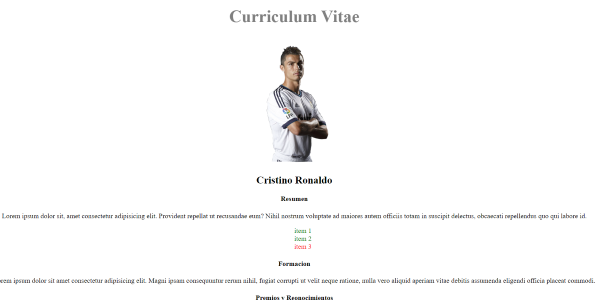 Curriculum Vitae
Cristino Ronaldo
Resumen
Lorem ipsum dolor sit, amet consectetur adipisicing elit. Provident repellat ut recusandae eum? Nihil nostrum voluptate ad maiores autem officiis totam in suscipit delectus, obcaecati repellendus quo qui labore id.
item 1
item 2
item 3
Formacion
rem ipsum dolor sit amet consectetur adipisicing elit. Magni ipsam consequuntur rerum nihil, fugiat corrupti ut velit neque ratione, nulla vero aliquid aperiam vitae debitis assumenda eligendi officia placeat commodi.
Premios y Reonocimientos